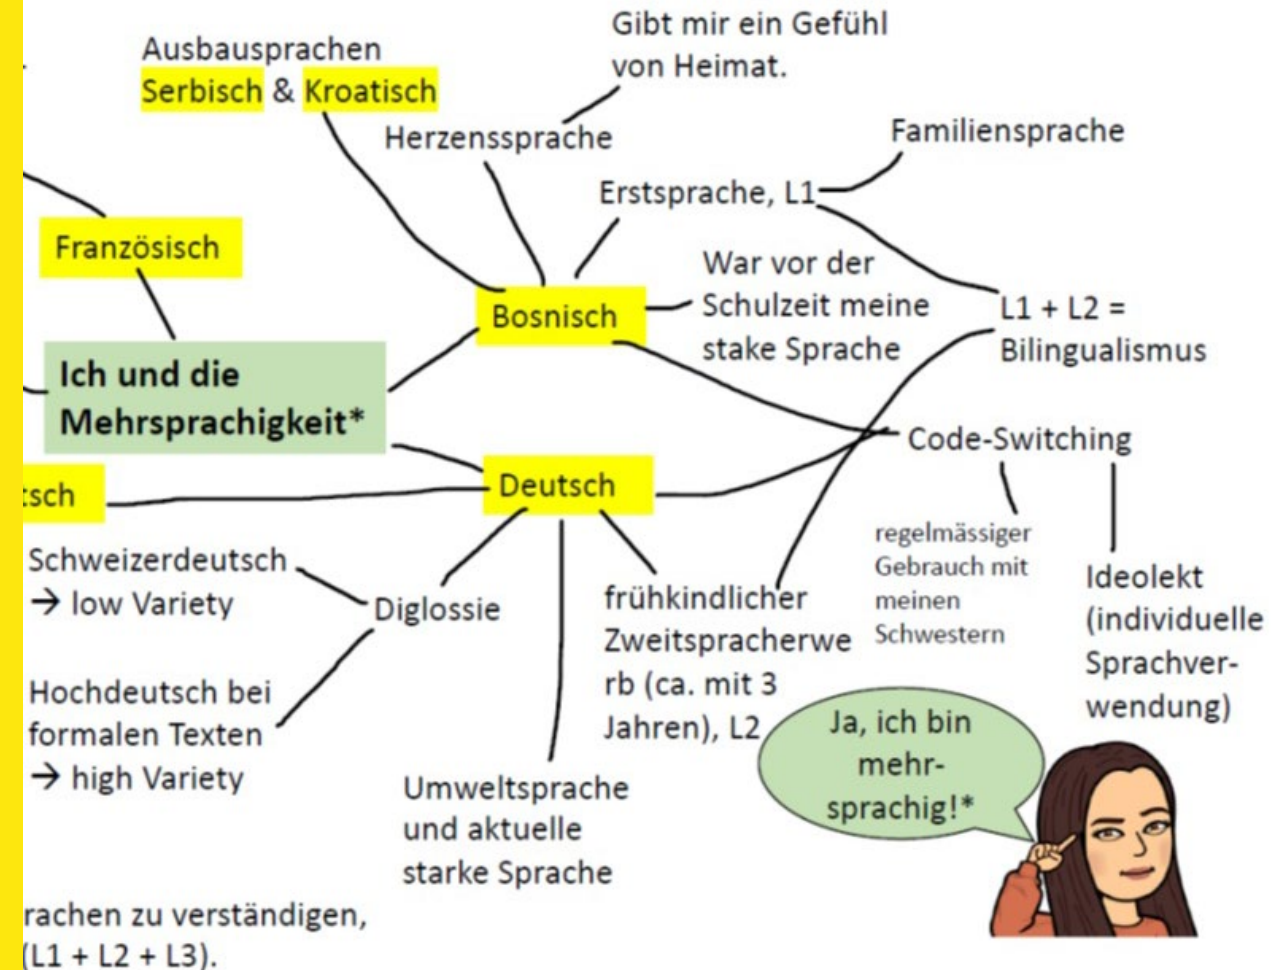 Gibt mir ein Gefühl
von Heimat.
Ausbausprachen
Serbisch & Kroatisch
Herzenssprache
Familiensprache
Erstsprache, L1
Französisch
War vor der
Schulzeit meine
stake Sprache
Bosnisch
L1 + L2 =
Bilingualismus
Ich und die
Mehrsprachigkeit*
Code-Switching
Deutsch
tsch
regelmässiger
Gebrauch mit
meinen
Schwestern
Ideolekt
(individuelle
Sprachver-
wendung)
Schweizerdeutsch
→ low Variety
Diglossie
Hochdeutsch bei
formalen Texten
→ high Variety
frühkindlicher
Zweitspracherwe
rb (ca. mit 3
Jahren), L2
Umweltsprache
und aktuelle
starke Sprache
Ja, ich bin
mehr-
sprachig!*
rachen zu verständigen,
(L1 + L2 + L3).